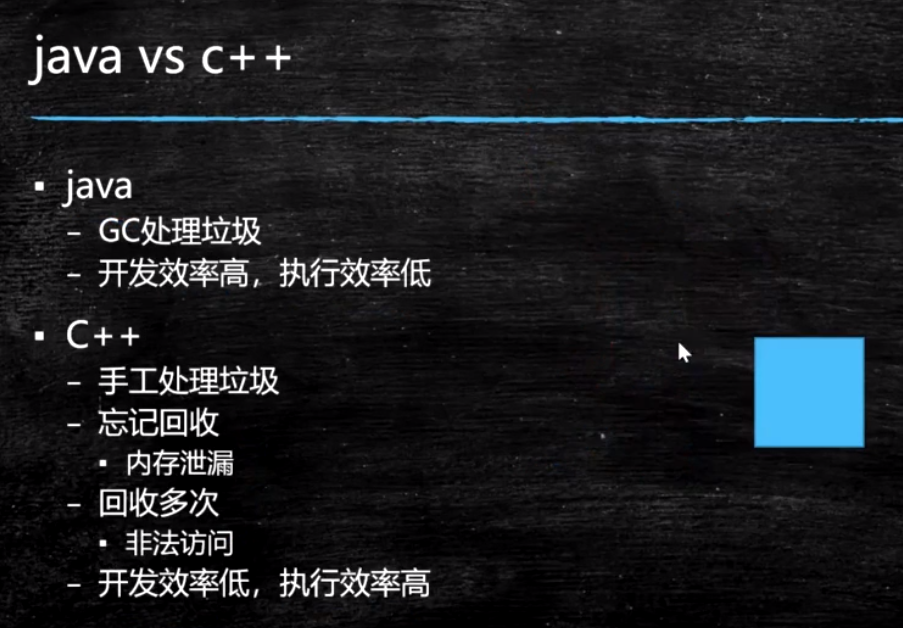 java vs c++
▪ java
– GC处理垃圾
– 开发效率高，执行效率低
▪ C++
– 手工处理垃圾
– 忘记回收
▪ 内存泄漏
– 回收多次
▪ 非法访问
– 开发效率低，执行效率高